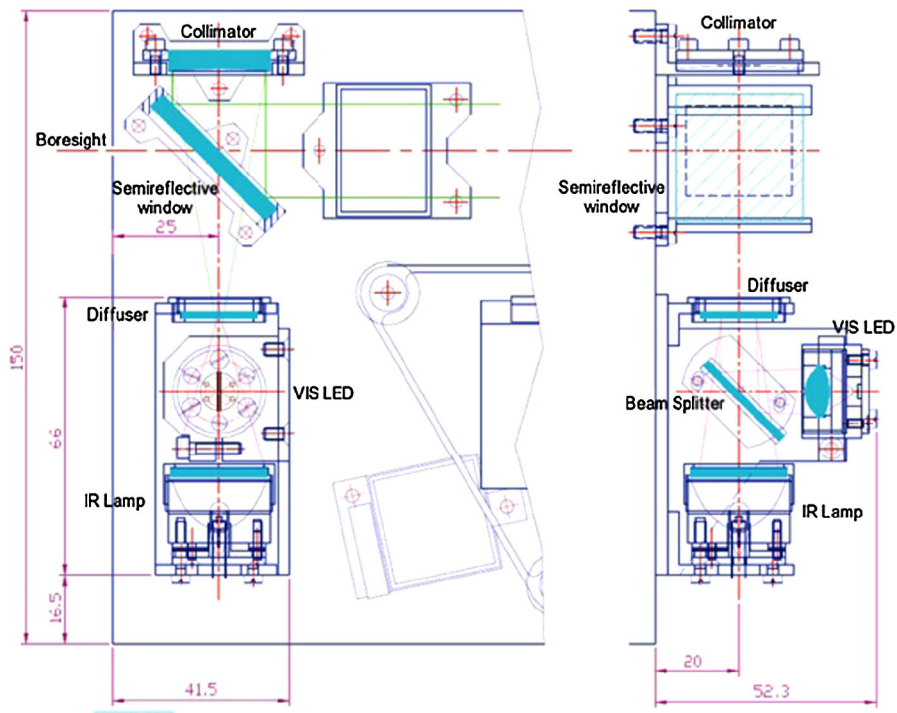 Collimator
Boresight
Semireflective
window
25
Diffuser
VIS LED
IR Lamp
150
66
16.5
41.5
Collimator
Semireflective
window
Diffuser
VIS LED
Beam Splitter
IR Lamp
20
52.3